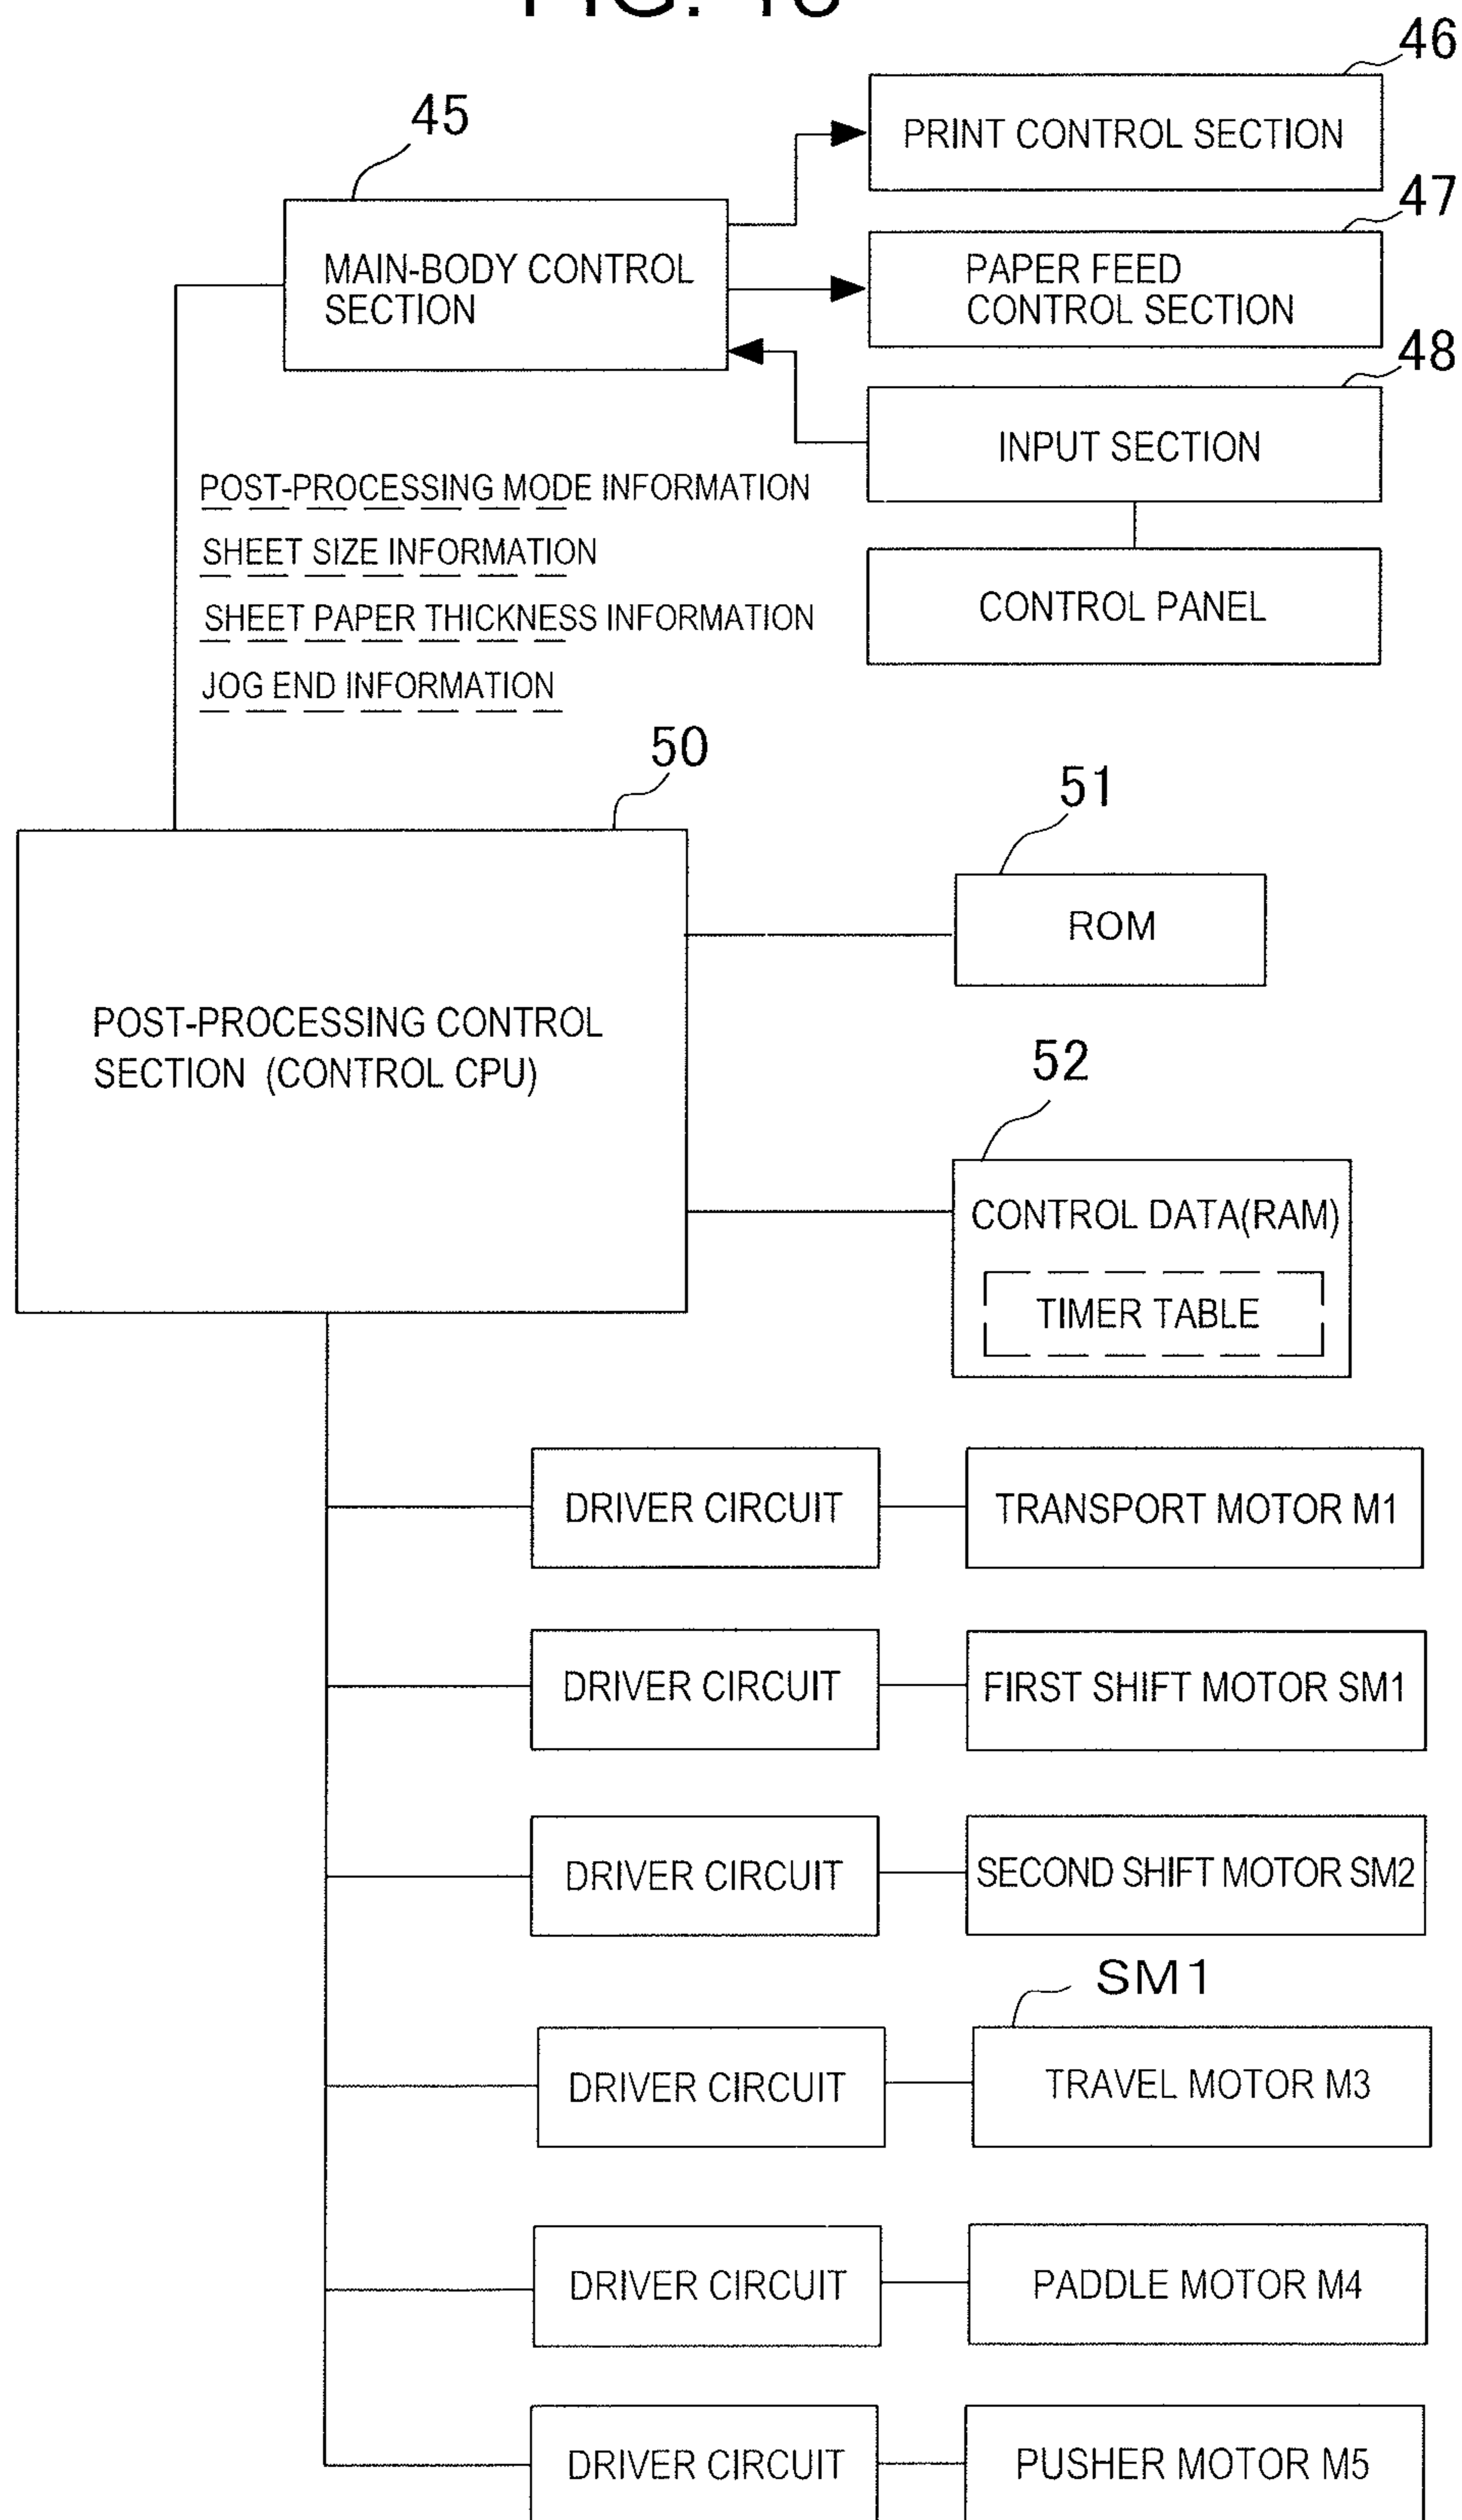 46
45
PRINT CONTROL SECTION
47
MAIN-BODY CONTROL
SECTION
PAPER FEED
CONTROL SECTION
48
INPUT SECTION
POST-PROCESSING MODE INFORMATION
SHEET SIZE INFORMATION
CONTROL PANEL
SHEET PAPER THICKNESS INFORMATION
JOG END INFORMATION
50
51
ROM
POST-PROCESSING CONTROL
SECTION (CONTROL CPU)
52
CONTROL DATA(RAM)
TIMER TABLE
DRIVER CIRCUIT
TRANSPORT MOTOR M1
DRIVER CIRCUIT
FIRST SHIFT MOTOR SM1
DRIVER CIRCUIT
SECOND SHIFT MOTOR SM2
SM1
DRIVER CIRCUIT
TRAVEL MOTOR M3
DRIVER CIRCUIT
PADDLE MOTOR M4
DRIVER CIRCUIT
PUSHER MOTOR M5